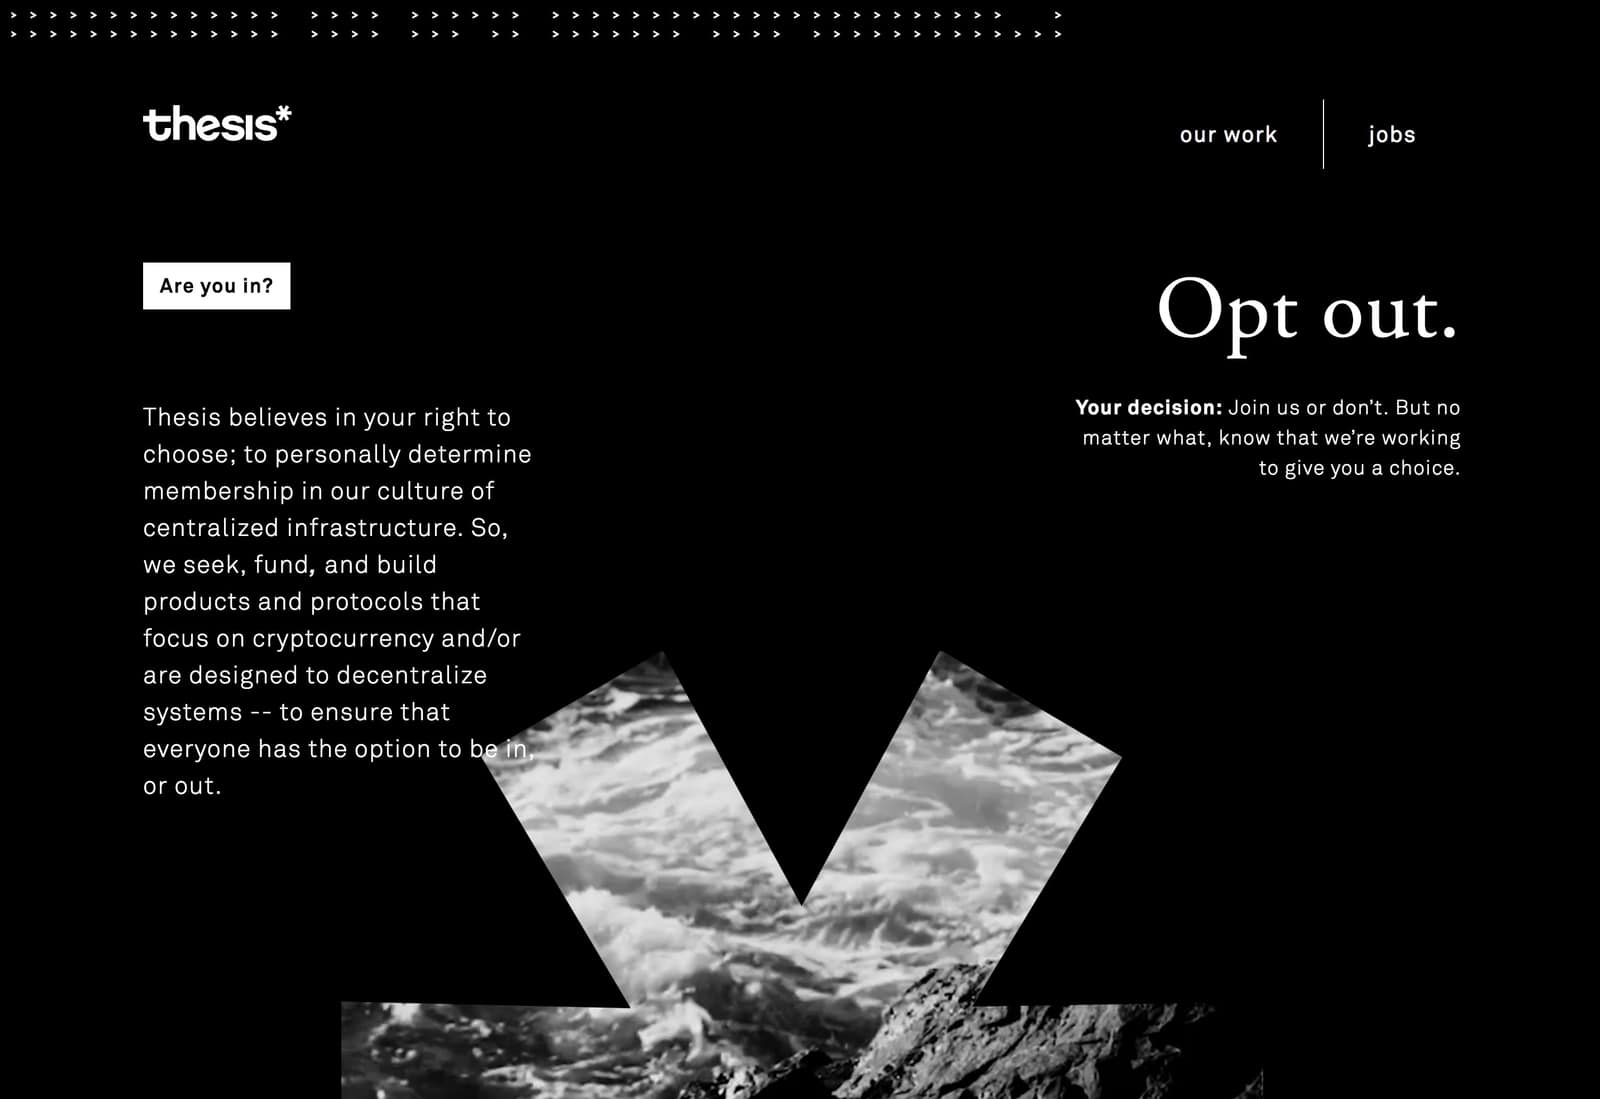 thesis*
our work
jobs
Are you in?
Opt out.
Your decision: Join us or don’t. But no
matter what, know that we’re working
to give you a choice.
Thesis believes in your right to
choose; to personally determine
membership in our culture of
centralized infrastructure. So,
we seek, fund, and build
products and protocols that
focus on cryptocurrency and/or
are designed to decentralize
systems -- to ensure that
everyone has the option to be in,
or out.